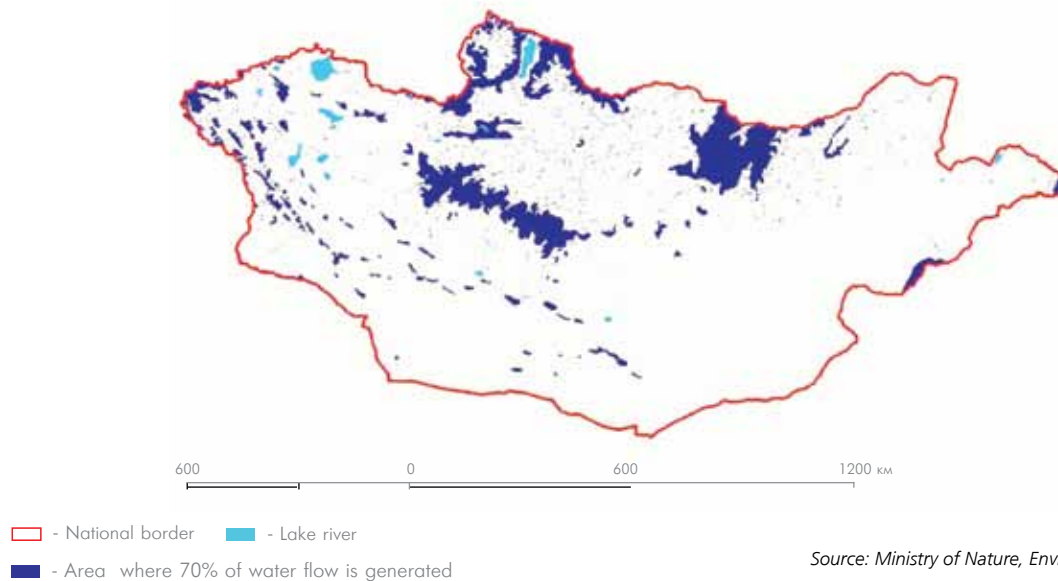 600 0 600 1200 км
- National border - Lake river
- Area where 70% of water flow is generated
Source: Ministry of Nature, Env